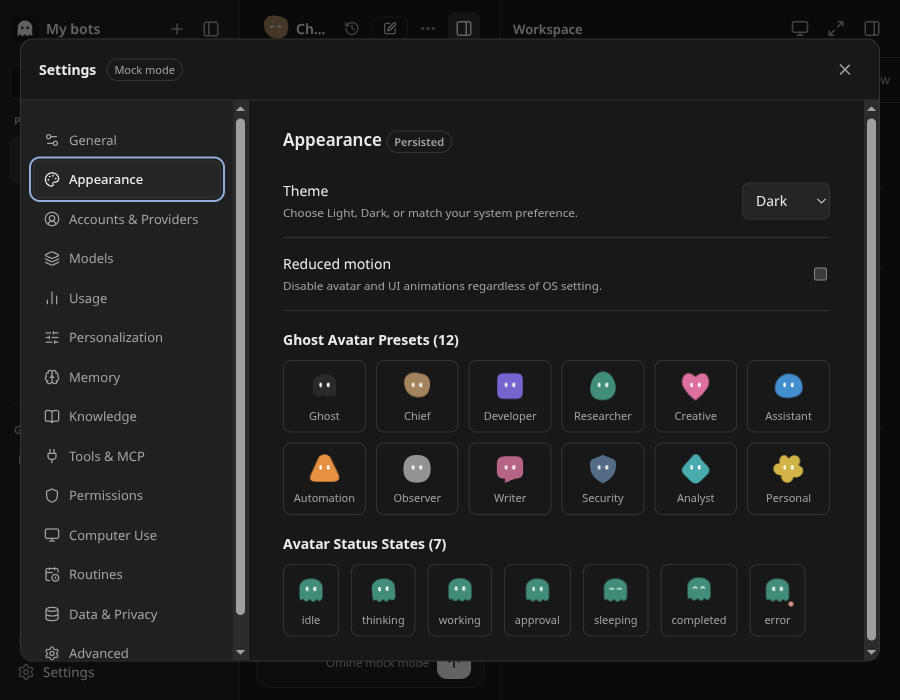 My bots
Ch...
Workspace
Settings
Mock mode
General
Appearance
Accounts & Providers
Models
Usage
Personalization
Memory
Knowledge
Tools & MCP
Permissions
Computer Use
Routines
Data & Privacy
Advanced
Appearance
Persisted
Theme
Choose Light, Dark, or match your system preference.
Dark
Reduced motion
Disable avatar and UI animations regardless of OS setting.
Ghost Avatar Presets (12)
Ghost
Chief
Developer
Researcher
Creative
Assistant
Automation
Observer
Writer
Security
Analyst
Personal
Avatar Status States (7)
idle
thinking
working
approval
sleeping
completed
error
Offline mock mode
Settings